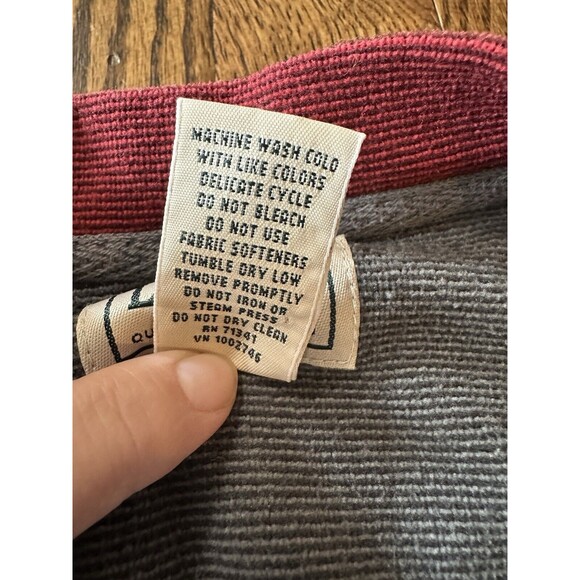 MACHINE WASH COLD
WITH LIKE COLORS
DELICATE CYCLE
DO NOT BLEACH
DO NOT USE
FABRIC SOFTENERS
TUMBLE DRY LOW
REMOVE PROMPTLY
DO NOT IRON OR
STEAM PRESS
DO NOT DRY CLEAN
RN 71341
VN 1002746